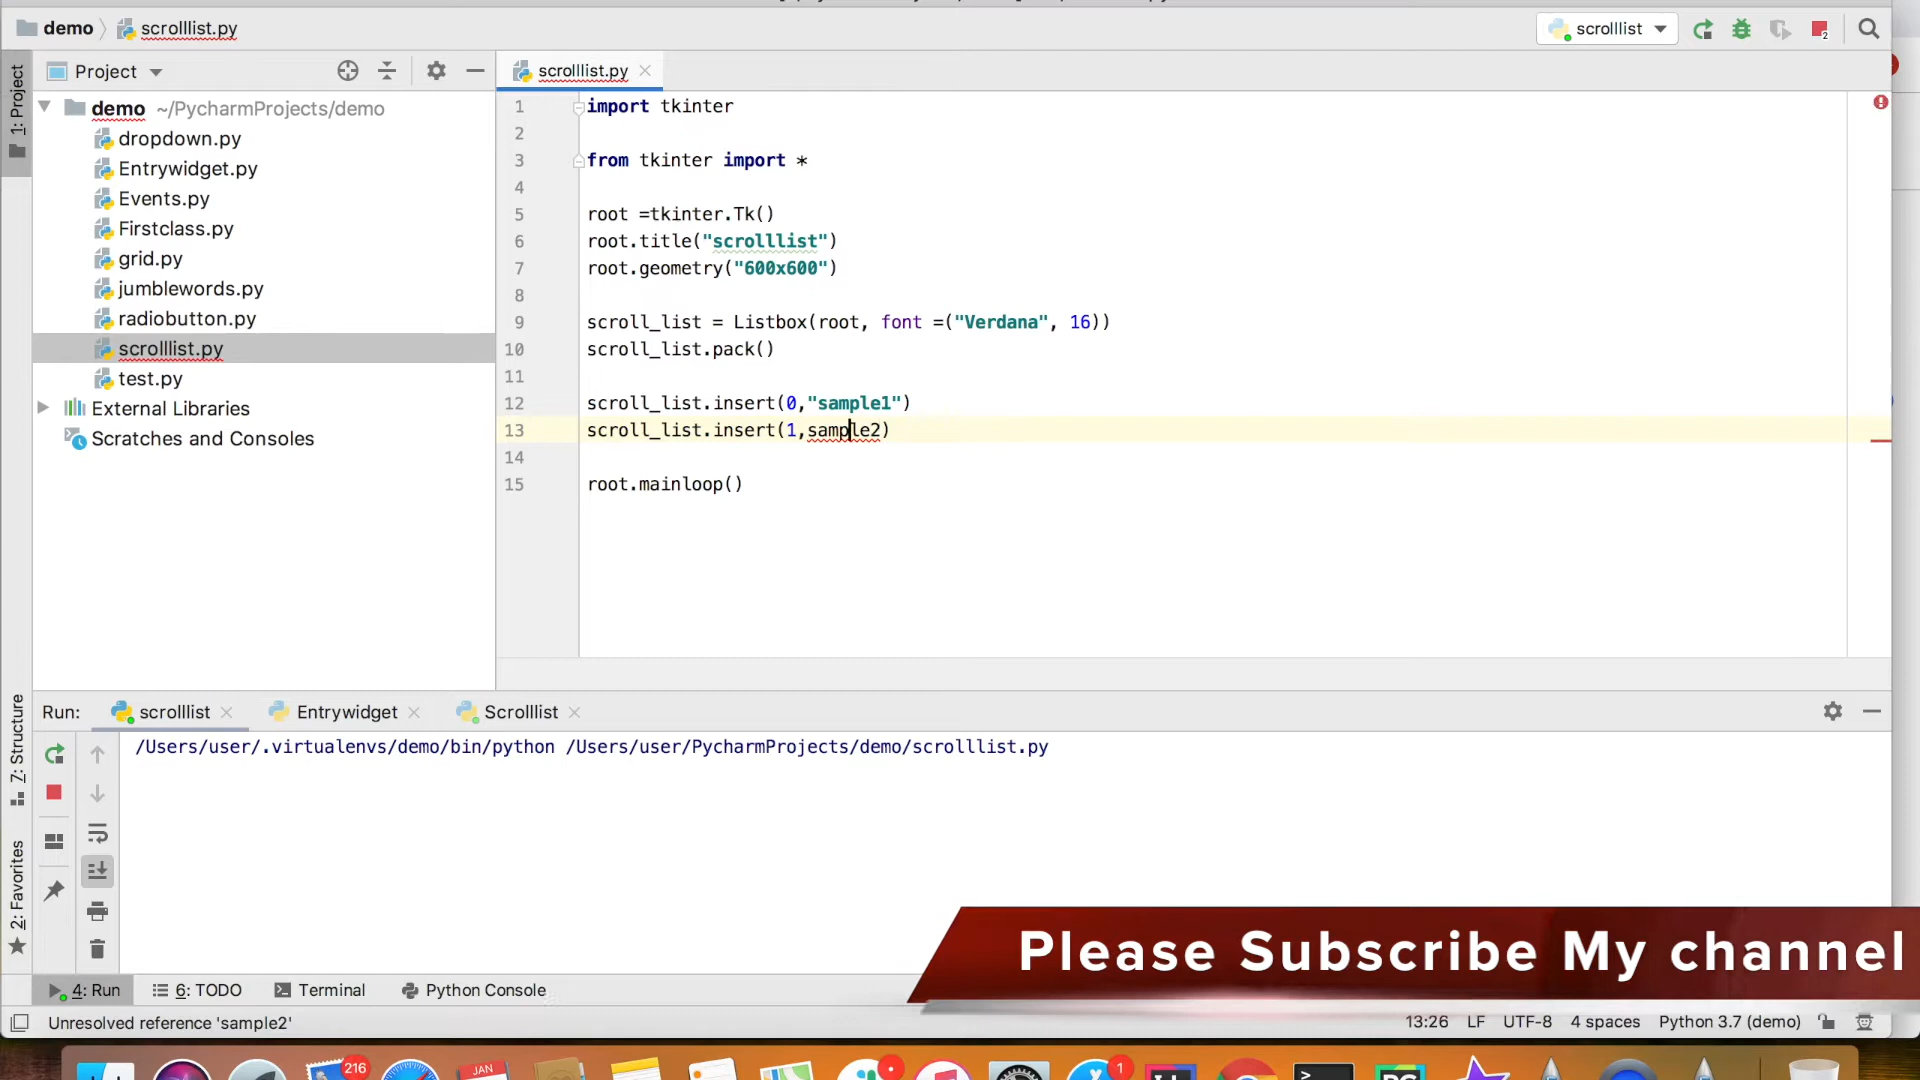 demo
scrolllist.py
scrolllist
2
1: Project
Project
scrolllist.py
demo ~/PycharmProjects/demo
dropdown.py
Entrywidget.py
Events.py
Firstclass.py
grid.py
jumblewords.py
radiobutton.py
scrolllist.py
test.py
External Libraries
Scratches and Consoles
1 import tkinter
2
3 from tkinter import *
4
5 root =tkinter.Tk()
6 root.title("scrolllist")
7 root.geometry("600x600")
8
9 scroll_list = Listbox(root, font =("Verdana", 16))
10 scroll_list.pack()
11
12 scroll_list.insert(0,"sample1")
13 scroll_list.insert(1,sample2)
14
15 root.mainloop()
Z: Structure
2: Favorites
Run:
scrolllist
Entrywidget
Scrolllist
/Users/user/.virtualenvs/demo/bin/python /Users/user/PycharmProjects/demo/scrolllist.py
Please Subscribe My channel
4: Run
6: TODO
Terminal
Python Console
Unresolved reference 'sample2'
13:26 LF UTF-8 4 spaces Python 3.7 (demo)
216
JAN
1